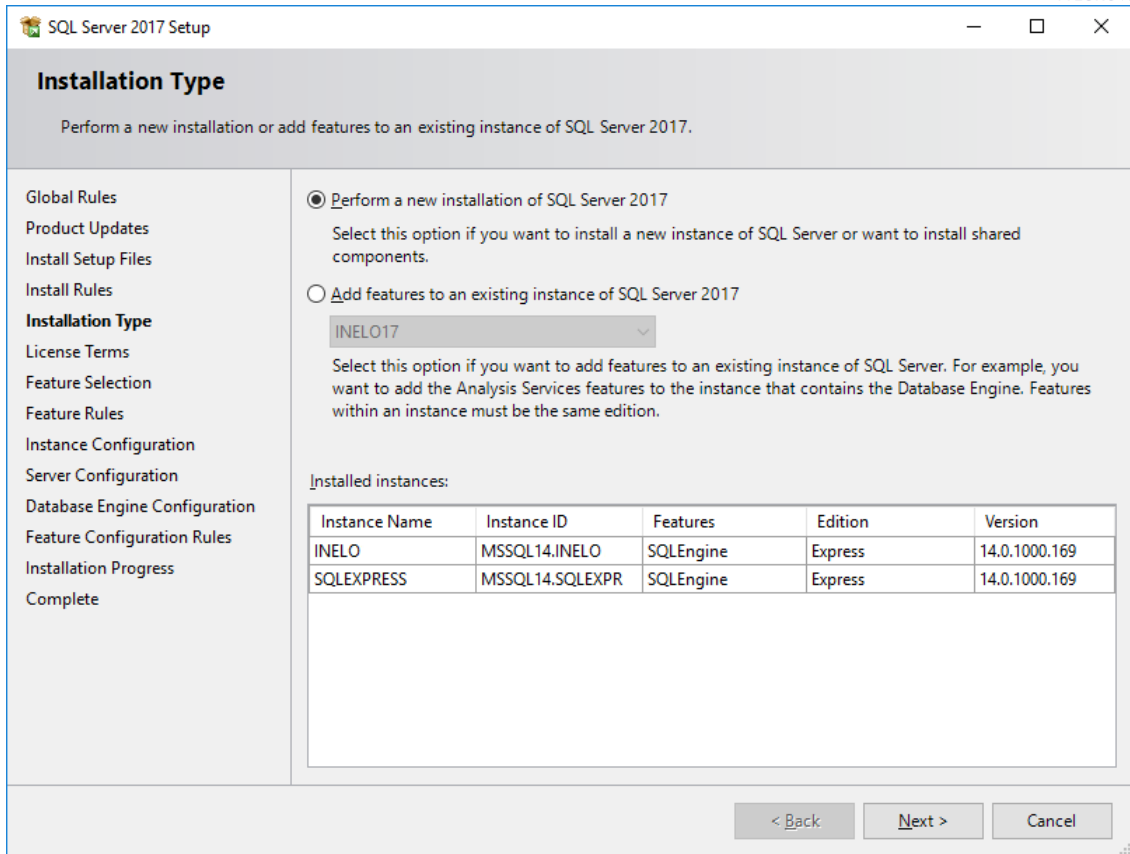 SQL Server 2017 Setup
Installation Type
Perform a new installation or add features to an existing instance of SQL Server 2017.
Global Rules
Product Updates
Install Setup Files
Install Rules
Installation Type
License Terms
Feature Selection
Feature Rules
Instance Configuration
Server Configuration
Database Engine Configuration
Feature Configuration Rules
Installation Progress
Complete
Perform a new installation of SQL Server 2017
Select this option if you want to install a new instance of SQL Server or want to install shared
components.
Add features to an existing instance of SQL Server 2017
INELO17
Select this option if you want to add features to an existing instance of SQL Server. For example, you
want to add the Analysis Services features to the instance that contains the Database Engine. Features
within an instance must be the same edition.
Installed instances:
Instance Name Instance ID Features Edition Version
INELO MSSQL14.INELO SQLEngine Express 14.0.1000.169
SQLEXPRESS MSSQL14.SQLEXPR SQLEngine Express 14.0.1000.169
< Back Next > Cancel